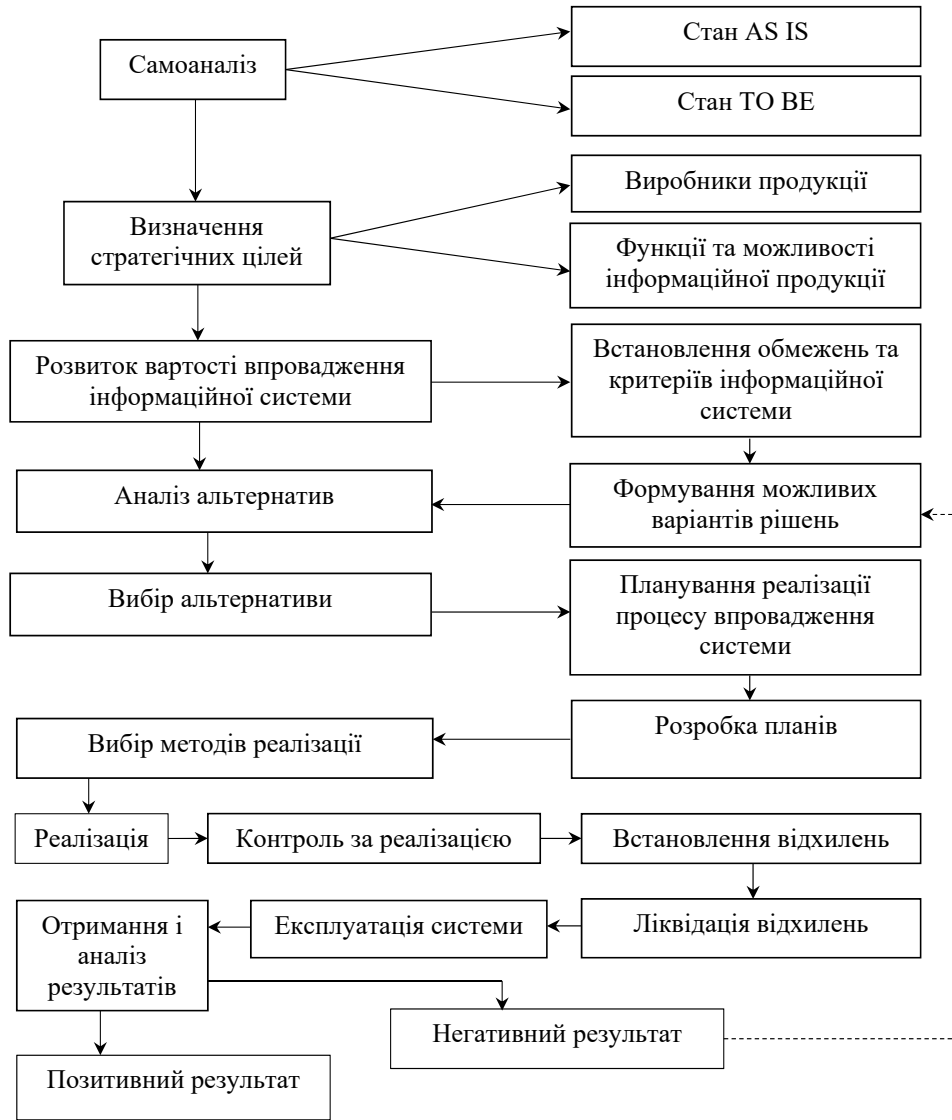 Стан AS IS
Самоаналіз
Стан TO BE
Виробники продукції
Визначення
стратегічних цілей
Функції та можливості
інформаційної продукції
Розвиток вартості впровадження
інформаційної системи
Встановлення обмежень та
критеріїв інформаційної
системи
Аналіз альтернатив
Формування можливих
варіантів рішень
Вибір альтернативи
Планування реалізації
процесу впровадження
системи
Вибір методів реалізації
Розробка планів
Реалізація
Контроль за реалізацією
Встановлення відхилень
Отримання і
аналіз
результатів
Експлуатація системи
Ліквідація відхилень
Негативний результат
Позитивний результат